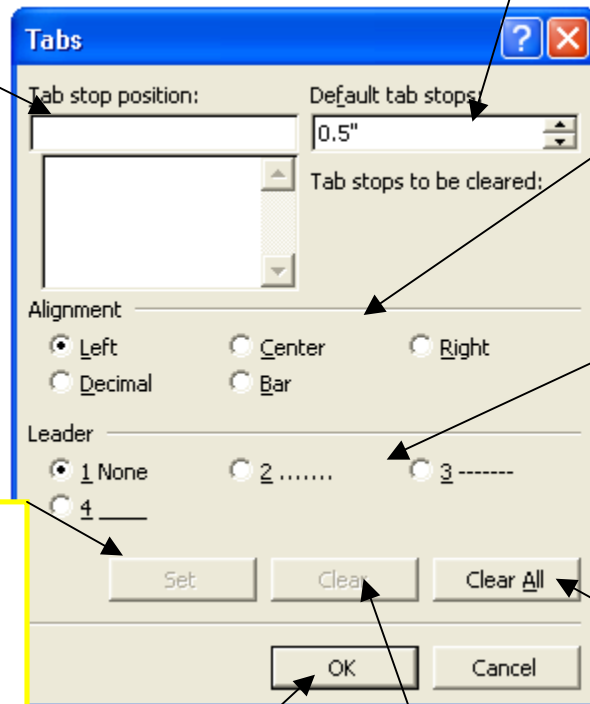 Tabs
Tab stop position: Default tab stops:
0.5"
Tab stops to be cleared:
Alignment
Left Center Right
Decimal Bar
Leader
1 None 2 ....... 3 -------
4 ____
Set Clear Clear All
OK Cancel